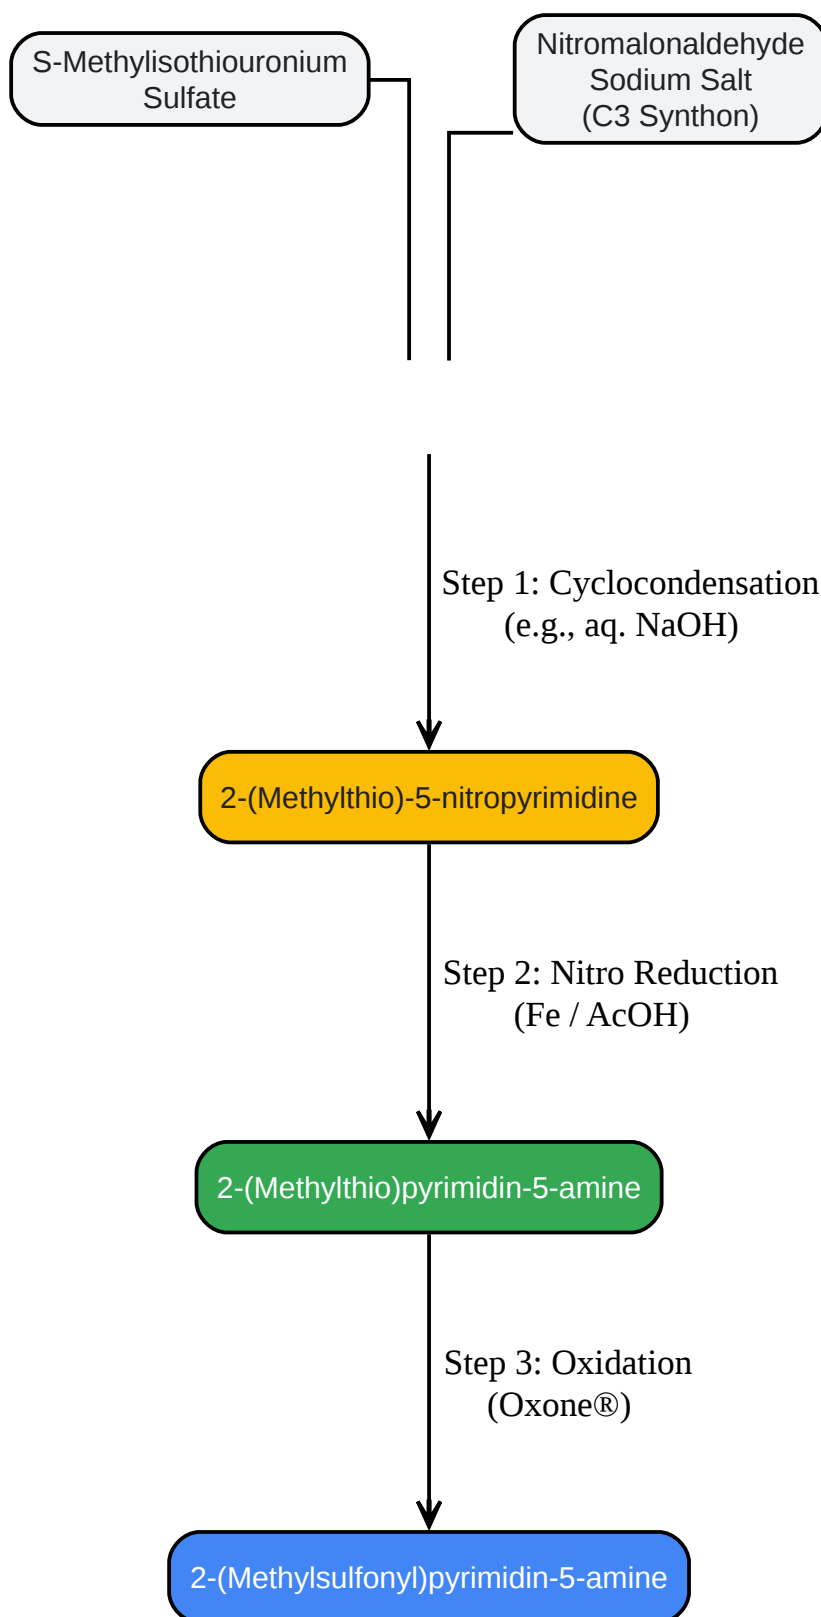 S-Methylisothiouronium
Sulfate
Nitromalonaldehyde
Sodium Salt
(C3 Synthon)
Step 1: Cyclocondensation
(e.g., aq. NaOH)
2-(Methylthio)-5-nitropyrimidine
Step 2: Nitro Reduction
(Fe / AcOH)
2-(Methylthio)pyrimidin-5-amine
Step 3: Oxidation
(Oxone®)
2-(Methylsulfonyl)pyrimidin-5-amine